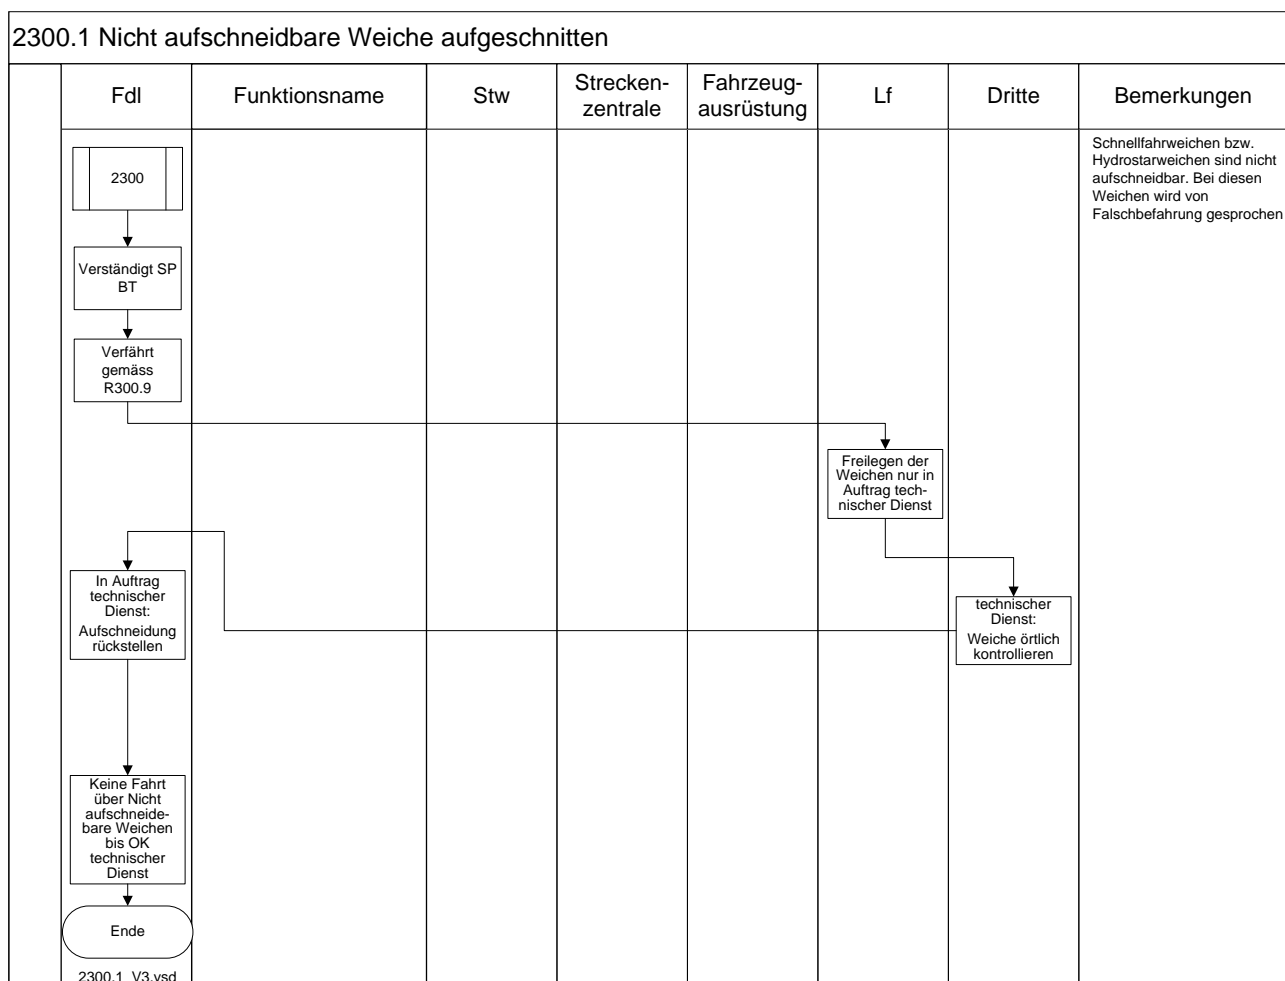 2300.1 Nicht aufschneidbare Weiche aufgeschnitten
Fdl
Funktionsname
Stw
Strecken-
zentrale
Fahrzeug-
ausrüstung
Lf
Dritte
Bemerkungen
Schnellfahrweichen bzw.
Hydrostarweichen sind nicht
aufschneidbar. Bei diesen
Weichen wird von
Falschbefahrung gesprochen
2300
Verständigt SP
BT
Verfährt
gemäss
R300.9
Freilegen der
Weichen nur in
Auftrag tech-
nischer Dienst
In Auftrag
technischer
Dienst:
Aufschneidung
rückstellen
technischer
Dienst:
Weiche örtlich
kontrollieren
Keine Fahrt
über Nicht
aufschneide-
bare Weichen
bis OK
technischer
Dienst
Ende
2300.1_V3.vsd